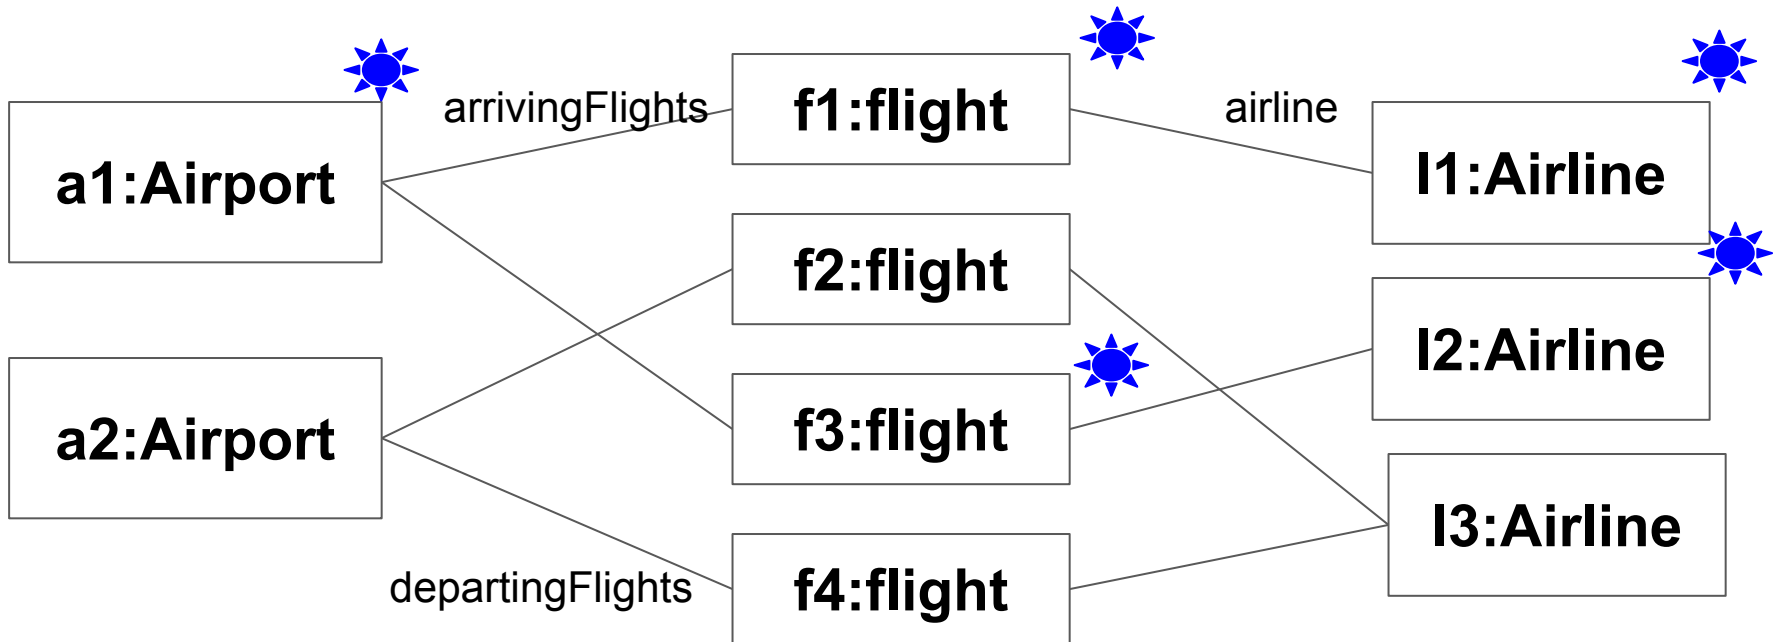 arrivingFlights
airline
a1:Airport
a2:Airport
f1:flight
f2:flight
f3:flight
f4:flight
l1:Airline
l2:Airline
l3:Airline
departingFlights